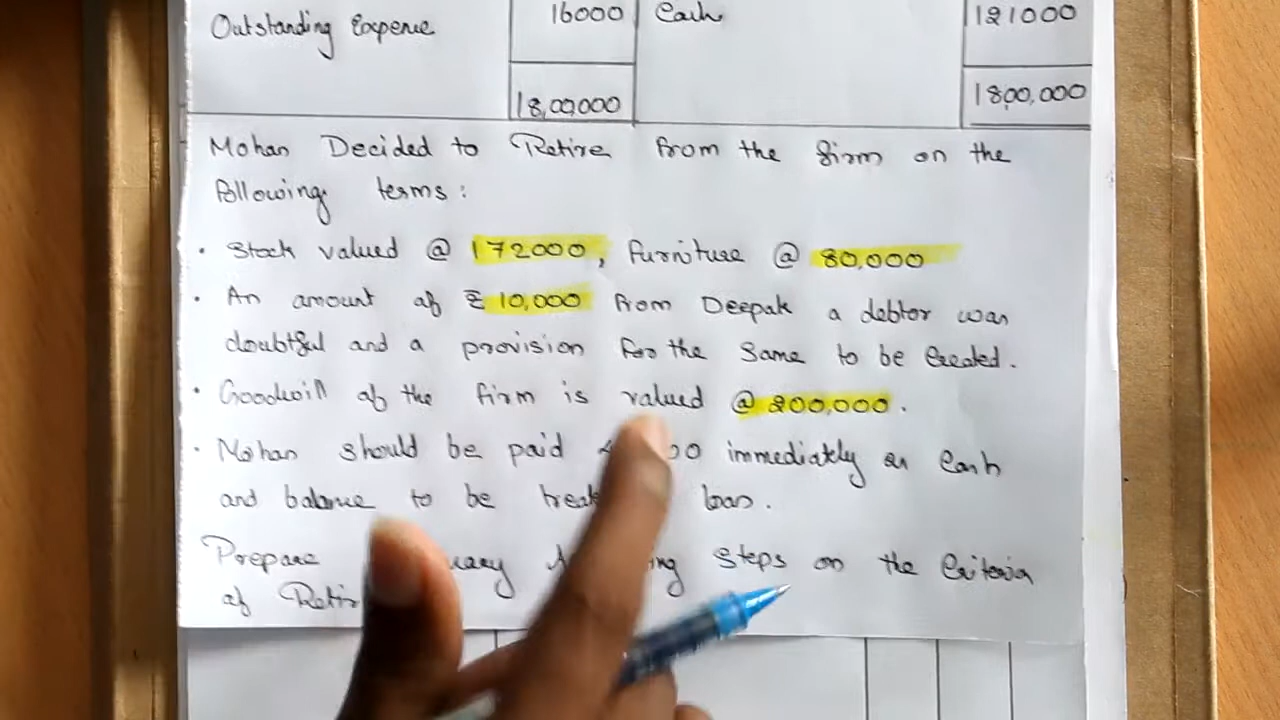 Outstanding Expense 16000 Cash 121000
18,00000 1800,000
Mohan Decided to Retire from the firm on the
following terms :
• Stock valued @ 172000, furniture @ 80,000
• An amount of ₹ 10,000 from Deepak a debtor was
doubtful and a provision for the same to be created.
• Goodwill of the firm is valued @ 200,000.
• Mohan should be paid immediately in Cash
and balance to be loan.
Prepare steps on the Criteria
of